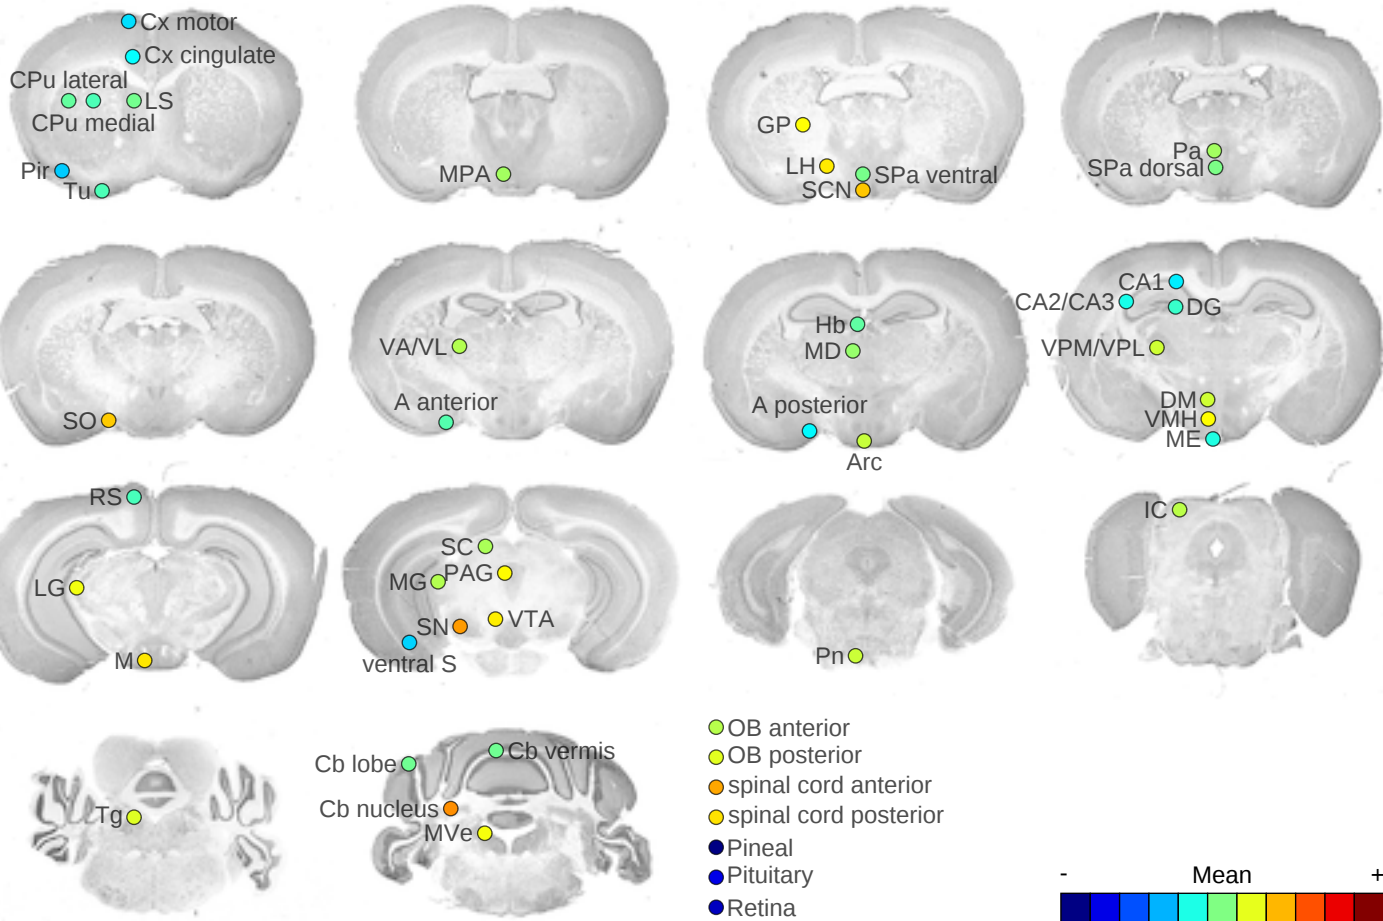 Cx motor
Cx cingulate
CPu lateral
LS
CPu medial
Pir
Tu
MPA
GP
LH
SPa ventral
SCN
Pa
SPa dorsal
SO
VA/VL
A anterior
Hb
MD
A posterior
Arc
CA1
CA2/CA3
DG
VPM/VPL
DM
VMH
ME
RS
LG
M
SC
MG
PAG
SN
VTA
ventral S
Pn
IC
Tg
Cb lobe
Cb vermis
Cb nucleus
MVe
OB anterior
OB posterior
spinal cord anterior
spinal cord posterior
Pineal
Pituitary
Retina
- Mean +